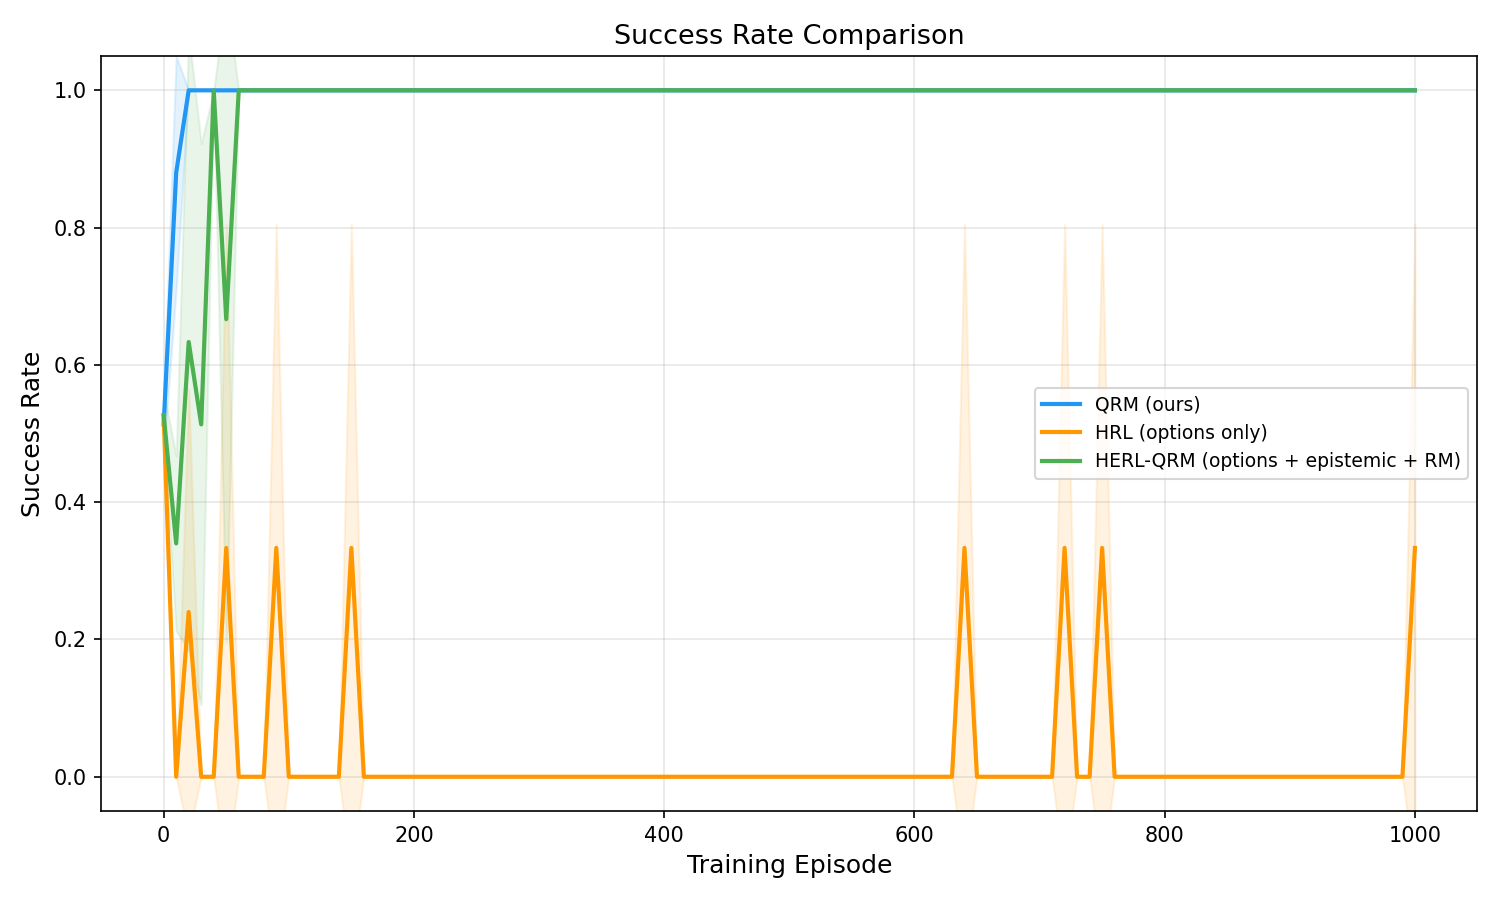 Success Rate Comparison
1.0
0.8
0.6
0.4
0.2
0.0
Success Rate
QRM (ours)
HRL (options only)
HERL-QRM (options + epistemic + RM)
0 200 400 600 800 1000
Training Episode